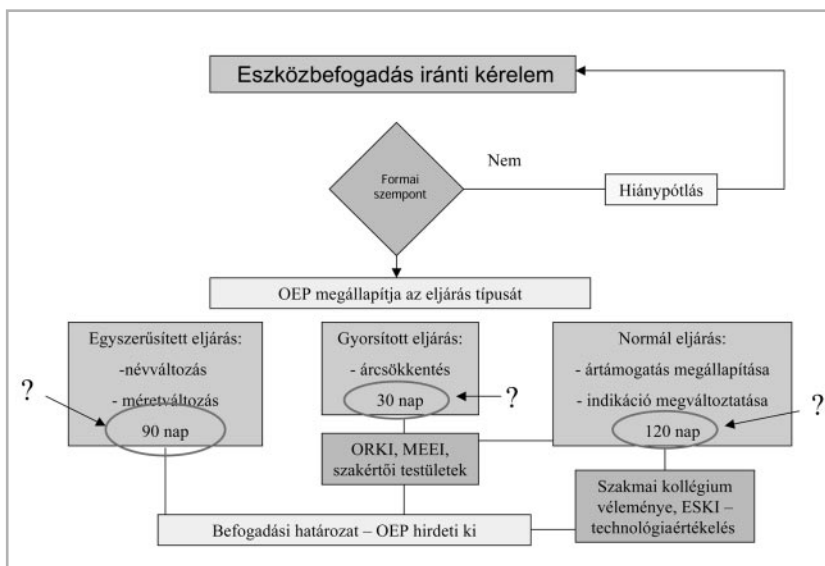 Eszközbefogadás iránti kérelem
Formai
szempont
Nem
Hiánypótlás
OEP megállapítja az eljárás típusát
Egyszerűsített eljárás:
-névváltozás
- méretváltozás
90 nap
?
Gyorsított eljárás:
- árcsökkentés
30 nap
?
Normál eljárás:
- ártámogatás megállapítása
- indikáció megváltoztatása
120 nap
?
ORKI, MEEI,
szakértői testületek
Szakmai kollégium
véleménye, ESKI –
technológiaértékelés
Befogadási határozat – OEP hirdeti ki